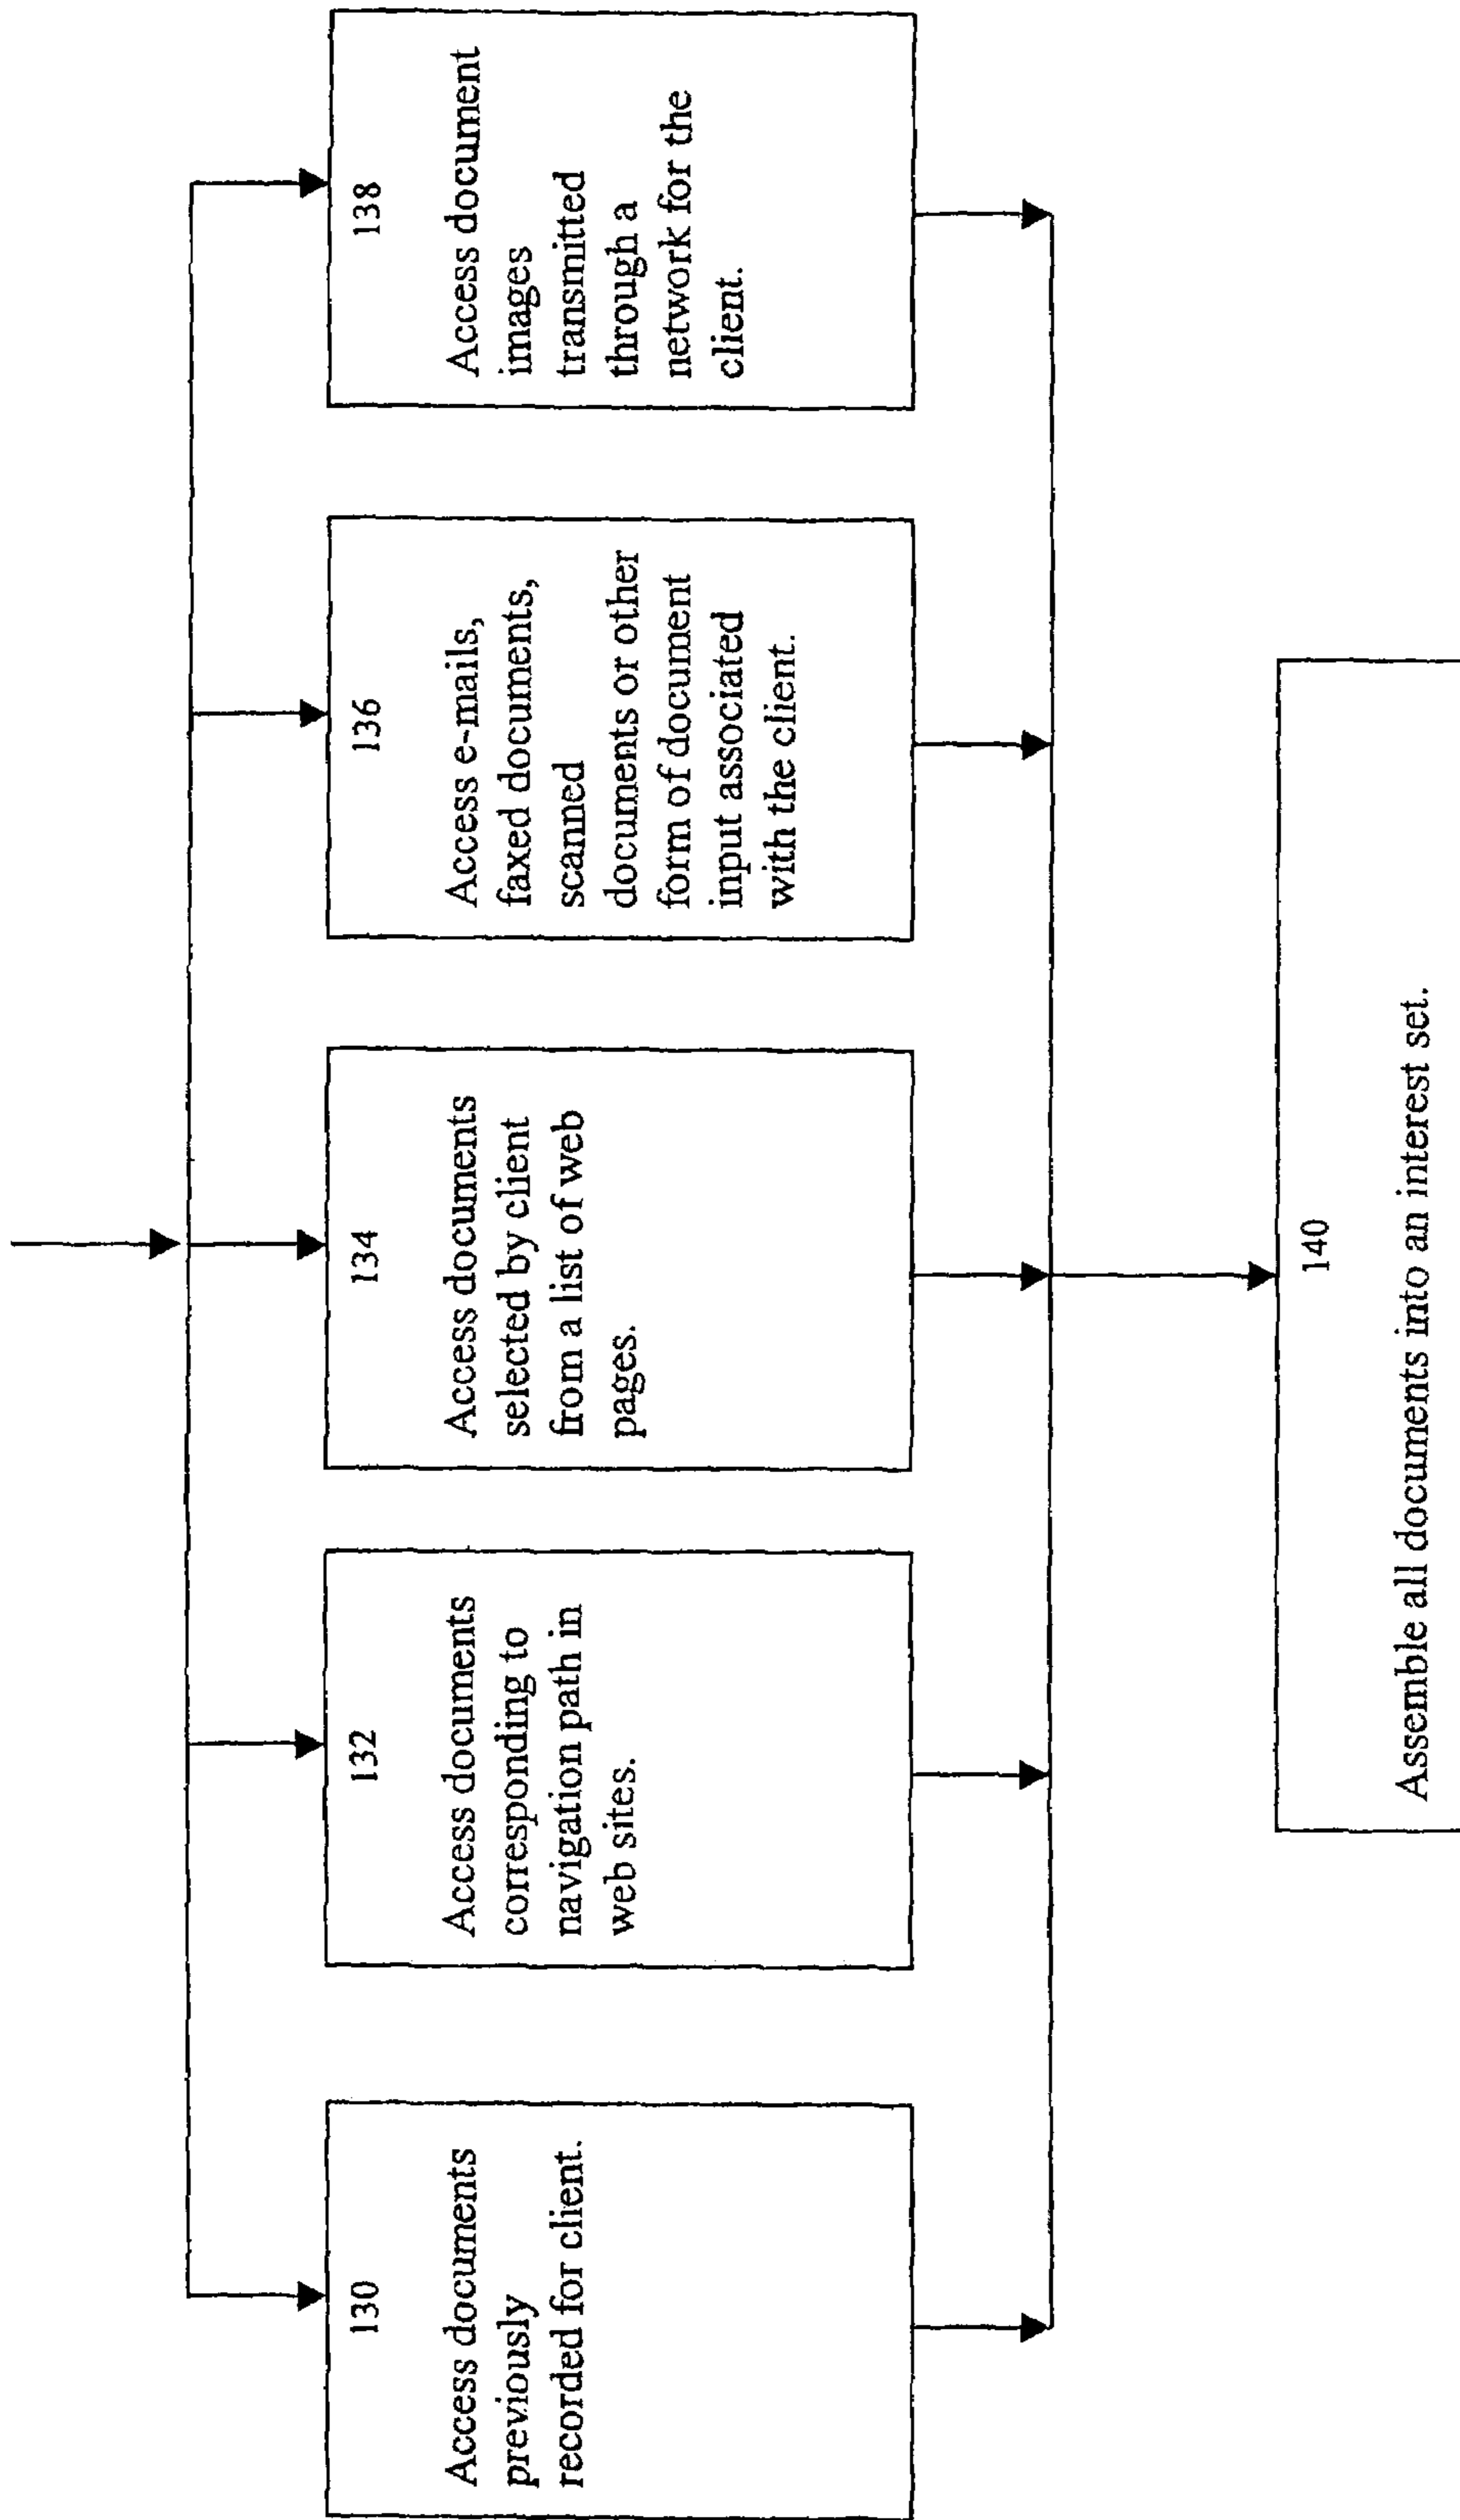 130
Access documents
previously
recorded for client.
132
Access documents
corresponding to
navigation path in
web sites.
134
Access documents
selected by client
from a list of web
pages.
136
Access e-mails,
faxed documents,
scanned
documents or other
form of document
input associated
with the client.
138
Access document
images
transmitted
through a
network for the
client.
140
Assemble all documents into an interest set.